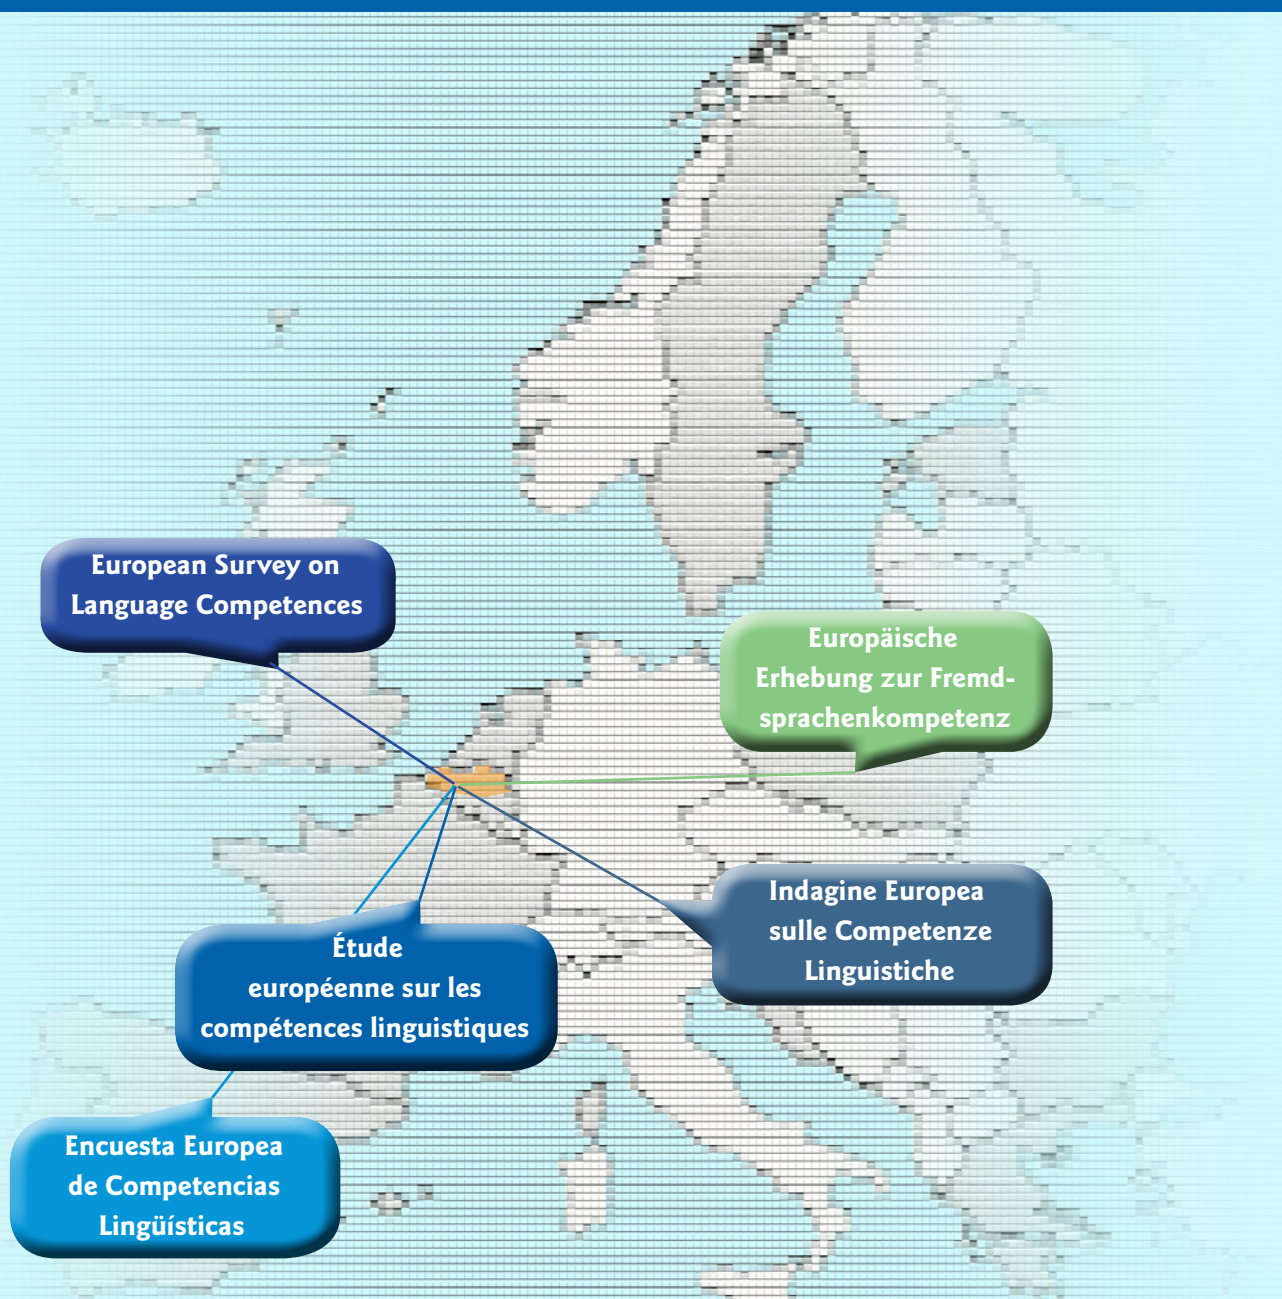 European Survey on
Language Competences
Europäische
Erhebung zur Fremd-
sprachenkompetenz
Indagine Europea
sulle Competenze
Linguistiche
Étude
européenne sur les
compétences linguistiques
Encuesta Europea
de Competencias
Lingüísticas